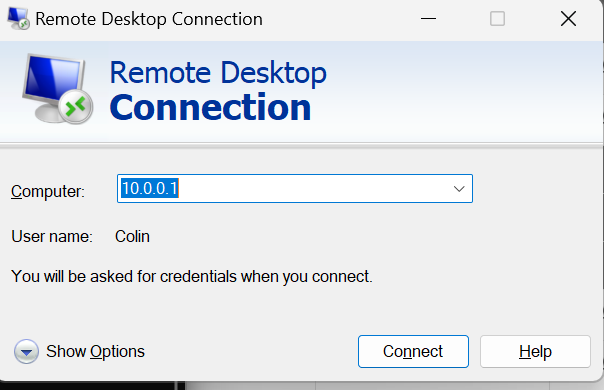 Remote Desktop Connection
Remote Desktop
Connection
Computer: 10.0.0.1
User name: Colin
You will be asked for credentials when you connect.
Show Options Connect Help